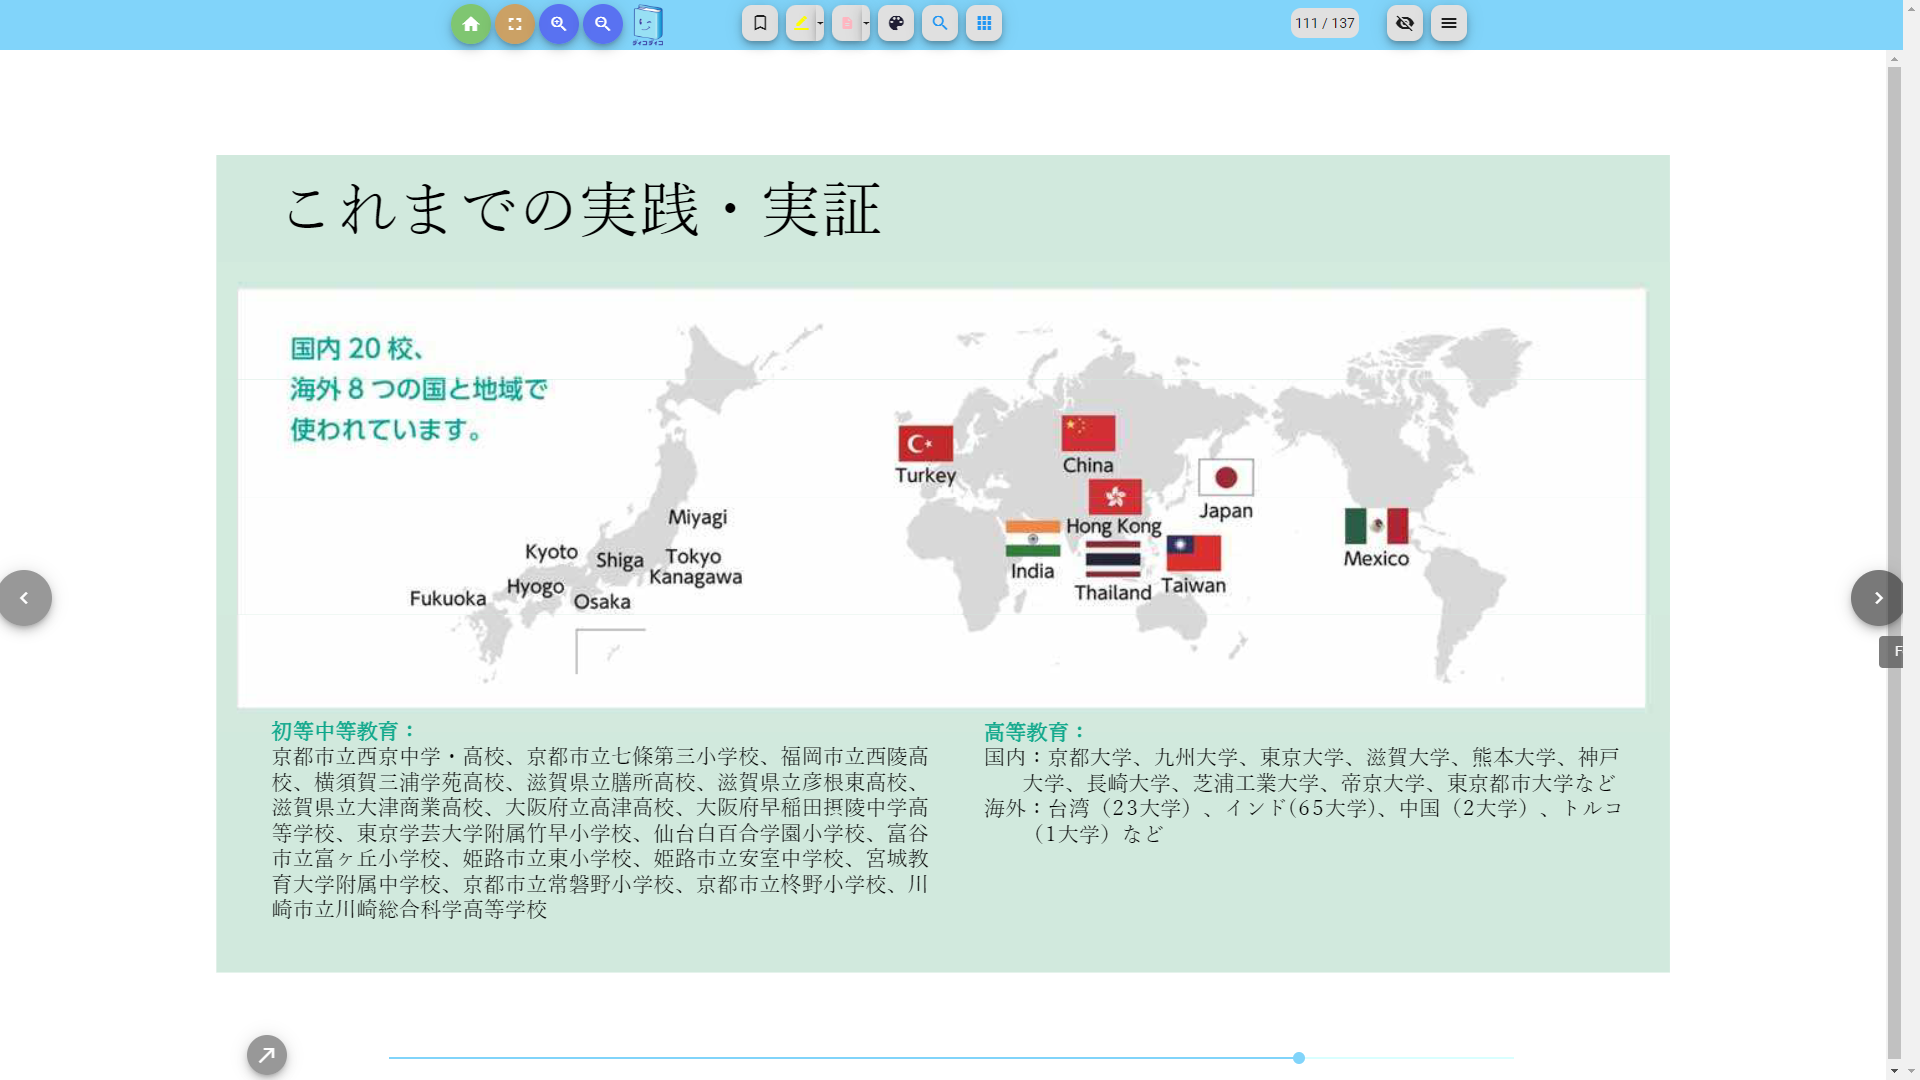 ダイコダイコ
111 / 137
これまでの実践・実証
国内 20 校、
海外 8 つの国と地域で
使われています。
Miyagi
Kyoto
Shiga
Tokyo
Kanagawa
Hyogo
Fukuoka
Osaka
Turkey
China
Japan
Hong Kong
India
Thailand
Taiwan
Mexico
初等中等教育：
京都市立西京中学・高校、京都市立七條第三小学校、福岡市立西陵高
校、横須賀三浦学苑高校、滋賀県立膳所高校、滋賀県立彦根東高校、
滋賀県立大津商業高校、大阪府立高津高校、大阪府早稲田摂陵中学高
等学校、東京学芸大学附属竹早小学校、仙台白百合学園小学校、富谷
市立富ヶ丘小学校、姫路市立東小学校、姫路市立安室中学校、宮城教
育大学附属中学校、京都市立常磐野小学校、京都市立柊野小学校、川
崎市立川崎総合科学高等学校
高等教育：
国内：京都大学、九州大学、東京大学、滋賀大学、熊本大学、神戸
大学、長崎大学、芝浦工業大学、帝京大学、東京都市大学など
海外：台湾（23大学）、インド(65大学)、中国（2大学）、トルコ
（1大学）など
F